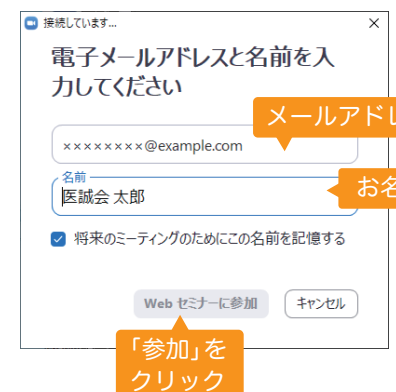 接続しています...
電子メールアドレスと名前を入
力してください
メールアドレ
××××××××@example.com
名前
医誠会 太郎
お名
将来のミーティングのためにこの名前を記憶する
Web セミナーに参加
キャンセル
「参加」を
クリック